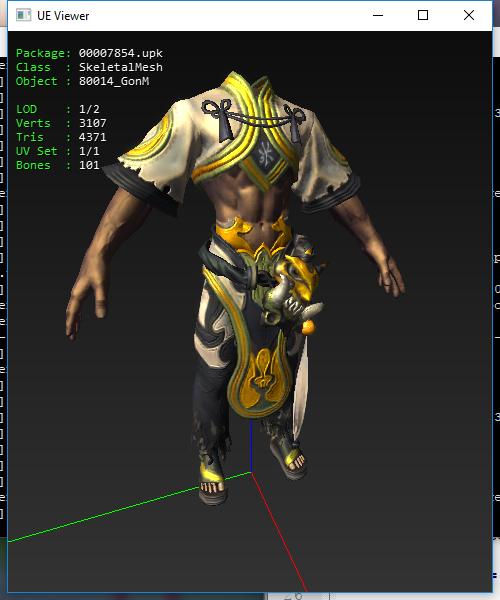 UE Viewer
Package: 00007854.upk
Class : SkeletalMesh
Object : 80014_GonM
LOD : 1/2
Verts : 3107
Tris : 4371
UV Set : 1/1
Bones : 101